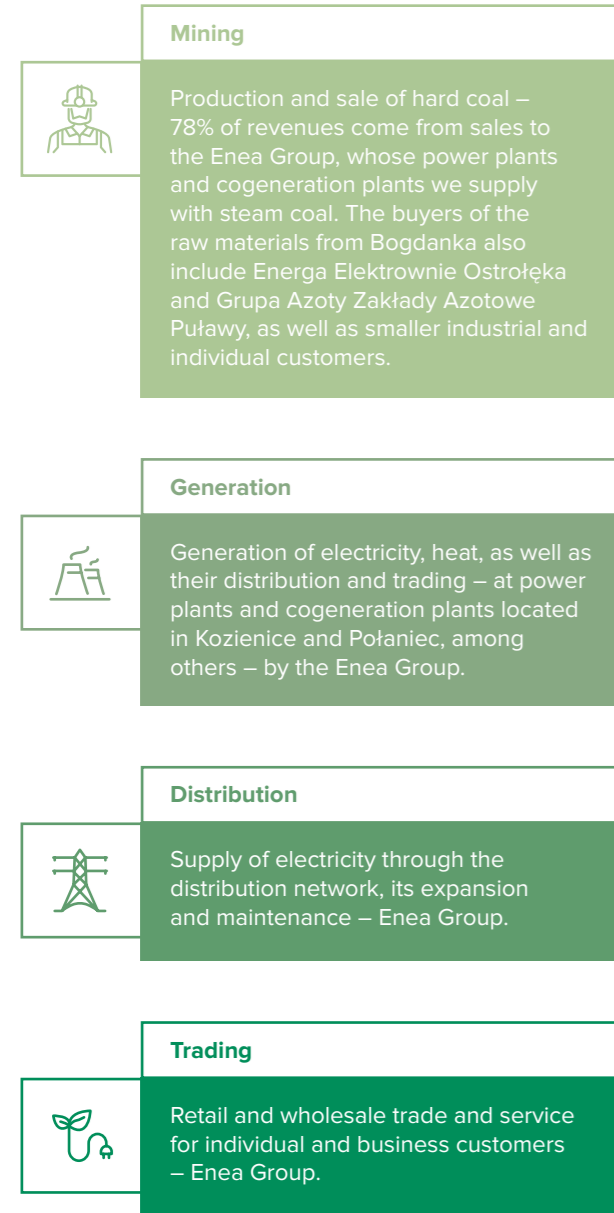 Mining
Production and sale of hard coal –
78% of revenues come from sales to
the Enea Group, whose power plants
and cogeneration plants we supply
with steam coal. The buyers of the
raw materials from Bogdanka also
include Energa Elektrownie Ostrołęka
and Grupa Azoty Zakłady Azotowe
Puławy, as well as smaller industrial and
individual customers.
Generation
Generation of electricity, heat, as well as
their distribution and trading – at power
plants and cogeneration plants located
in Kozienice and Połaniec, among
others – by the Enea Group.
Distribution
Supply of electricity through the
distribution network, its expansion
and maintenance – Enea Group.
Trading
Retail and wholesale trade and service
for individual and business customers
– Enea Group.